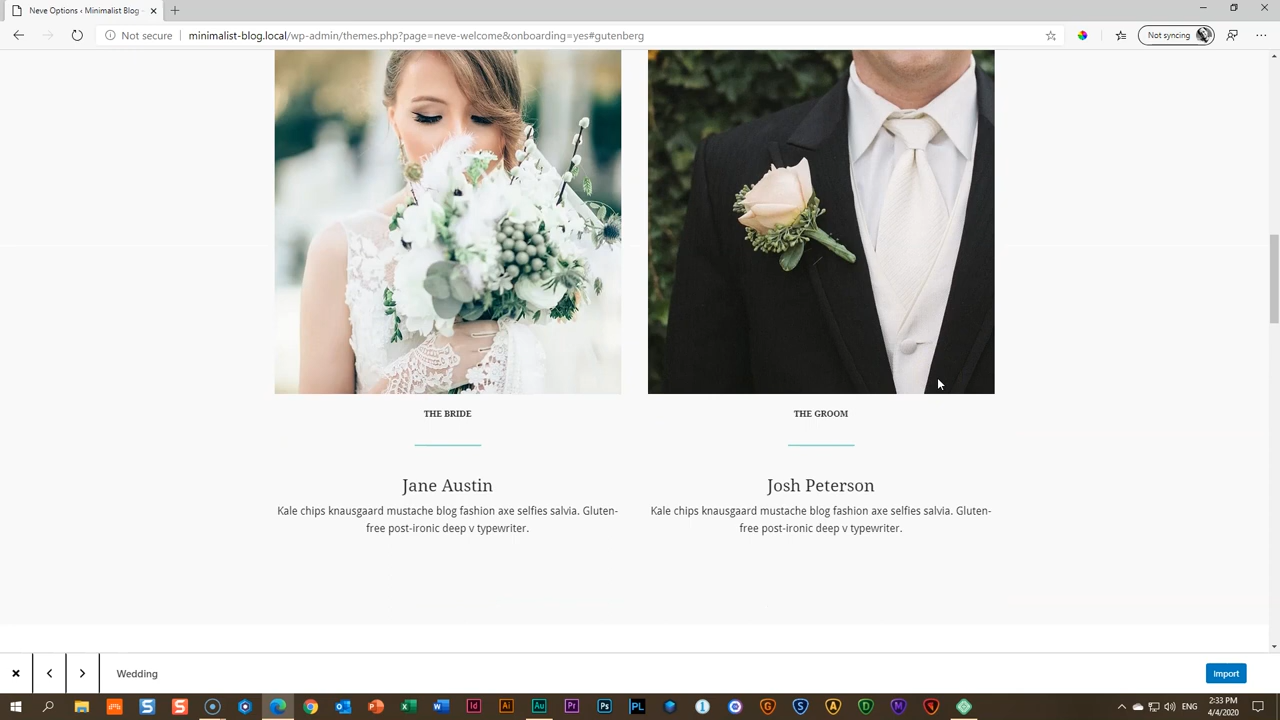 Neve Options ‹ Minimalist Blog
Not secure
minimalist-blog.local/wp-admin/themes.php?page=neve-welcome&onboarding=yes#gutenberg
Not syncing
THE BRIDE
THE GROOM
Jane Austin
Josh Peterson
Kale chips knausgaard mustache blog fashion axe selfies salvia. Gluten-
free post-ironic deep v typewriter.
Kale chips knausgaard mustache blog fashion axe selfies salvia. Gluten-
free post-ironic deep v typewriter.
Wedding
Import
2:33 PM
4/4/2020